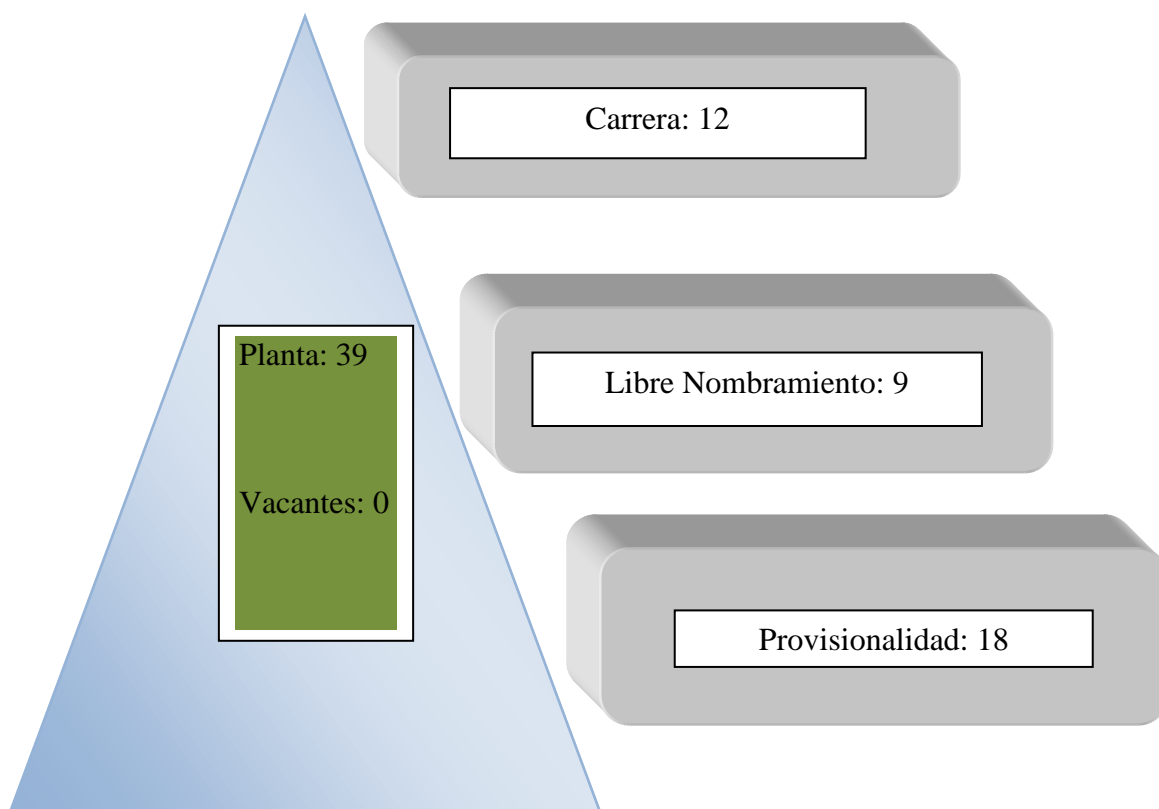 Carrera: 12
Planta: 39
Libre Nombramiento: 9
Vacantes: 0
Provisionalidad: 18